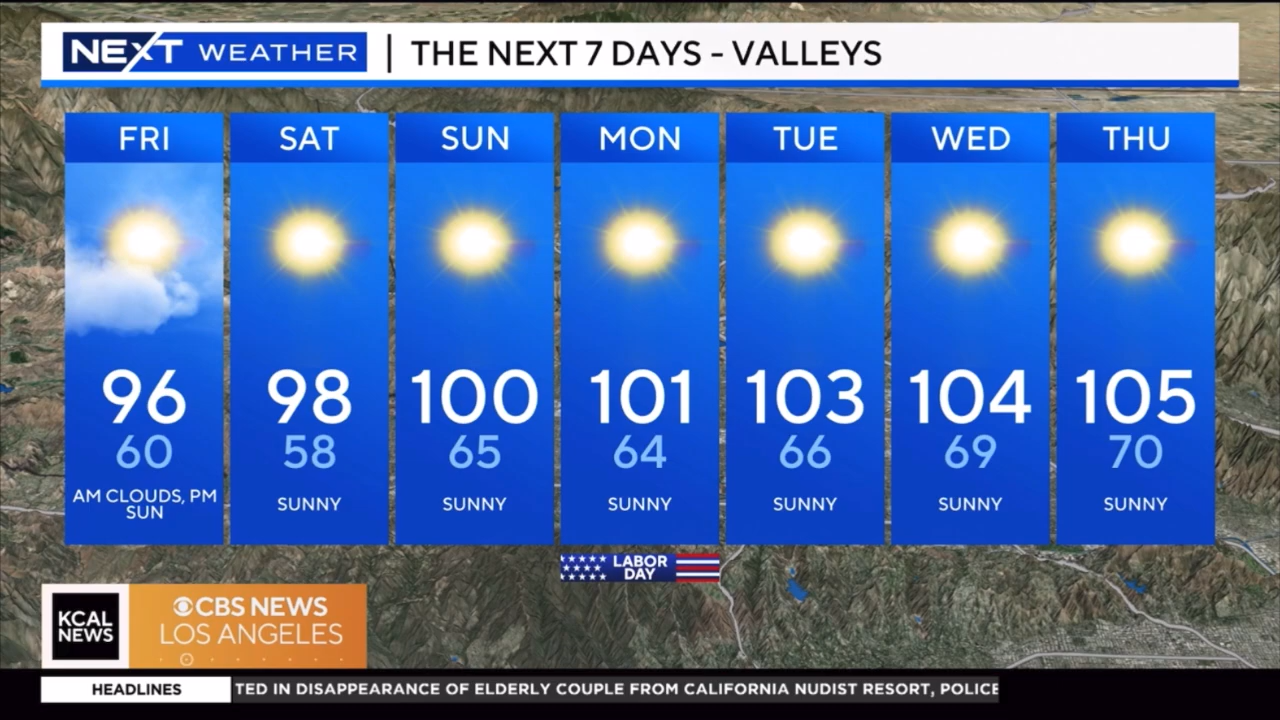 NEXT WEATHER | THE NEXT 7 DAYS - VALLEYS
FRI SAT SUN MON TUE WED THU
96 98 100 101 103 104 105
60 58 65 64 66 69 70
AM CLOUDS, PM
SUN
SUNNY SUNNY SUNNY SUNNY SUNNY SUNNY
LABOR
DAY
KCAL
NEWS
CBS NEWS
LOS ANGELES
HEADLINES
TED IN DISAPPEARANCE OF ELDERLY COUPLE FROM CALIFORNIA NUDIST RESORT, POLICE